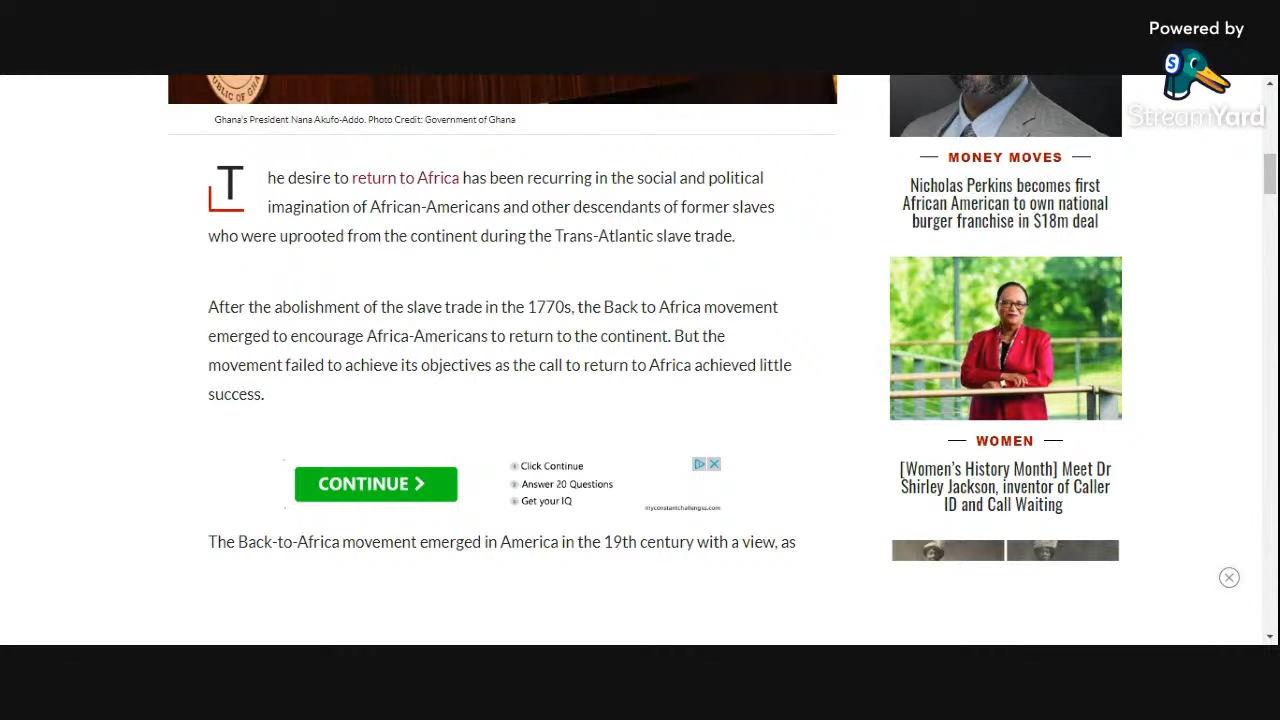 Powered by
StreamYard
PUBLIC OF GHA
Ghana's President Nana Akufo-Addo. Photo Credit: Government of Ghana
The desire to return to Africa has been recurring in the social and political
imagination of African-Americans and other descendants of former slaves
who were uprooted from the continent during the Trans-Atlantic slave trade.
After the abolishment of the slave trade in the 1770s, the Back to Africa movement
emerged to encourage Africa-Americans to return to the continent. But the
movement failed to achieve its objectives as the call to return to Africa achieved little
success.
CONTINUE >
Click Continue
Answer 20 Questions
Get your IQ
myconstantchallenges.com
The Back-to-Africa movement emerged in America in the 19th century with a view, as
MONEY MOVES
Nicholas Perkins becomes first
African American to own national
burger franchise in $18m deal
WOMEN
[Women's History Month] Meet Dr
Shirley Jackson, inventor of Caller
ID and Call Waiting